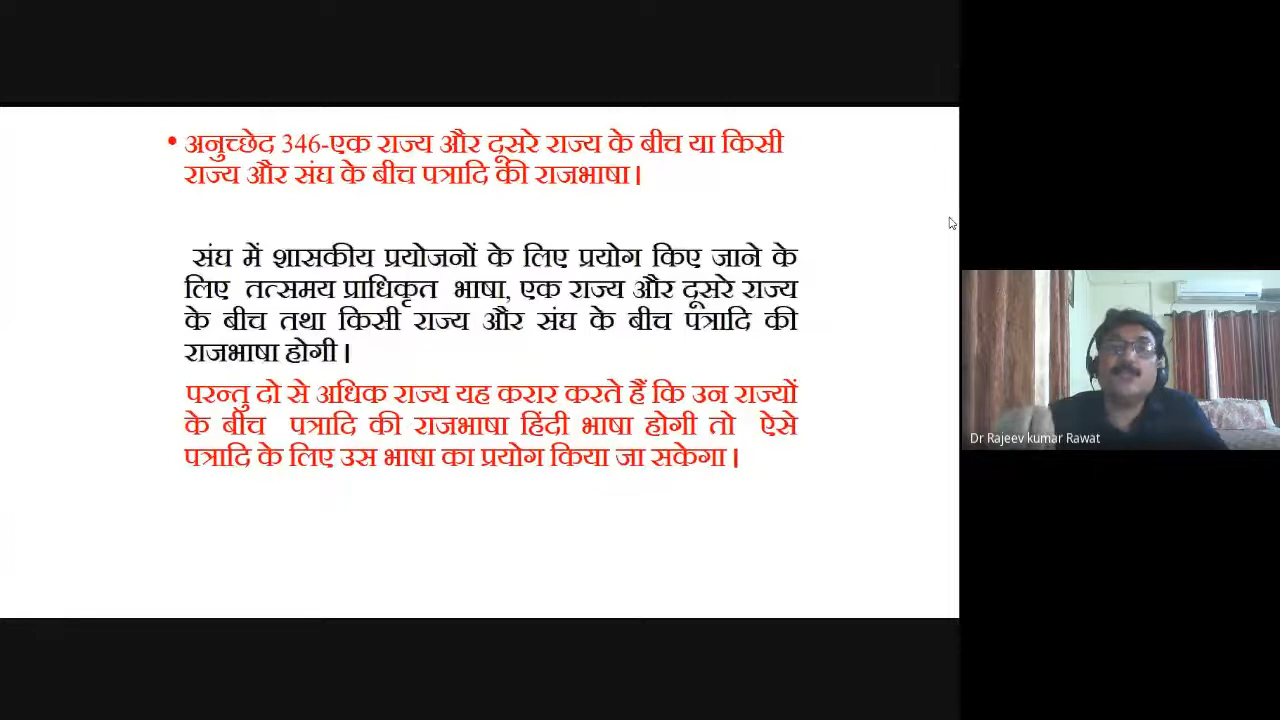 • अनुच्छेद 346-एक राज्य और दूसरे राज्य के बीच या किसी
राज्य और संघ के बीच पत्रादि की राजभाषा।
संघ में शासकीय प्रयोजनों के लिए प्रयोग किए जाने के
लिए तत्समय प्राधिकृत भाषा, एक राज्य और दूसरे राज्य
के बीच तथा किसी राज्य और संघ के बीच पत्रादि की
राजभाषा होगी।
परन्तु दो से अधिक राज्य यह करार करते हैं कि उन राज्यों
के बीच पत्रादि की राजभाषा हिंदी भाषा होगी तो ऐसे
पत्रादि के लिए उस भाषा का प्रयोग किया जा सकेगा।
Dr Rajeev kumar Rawat